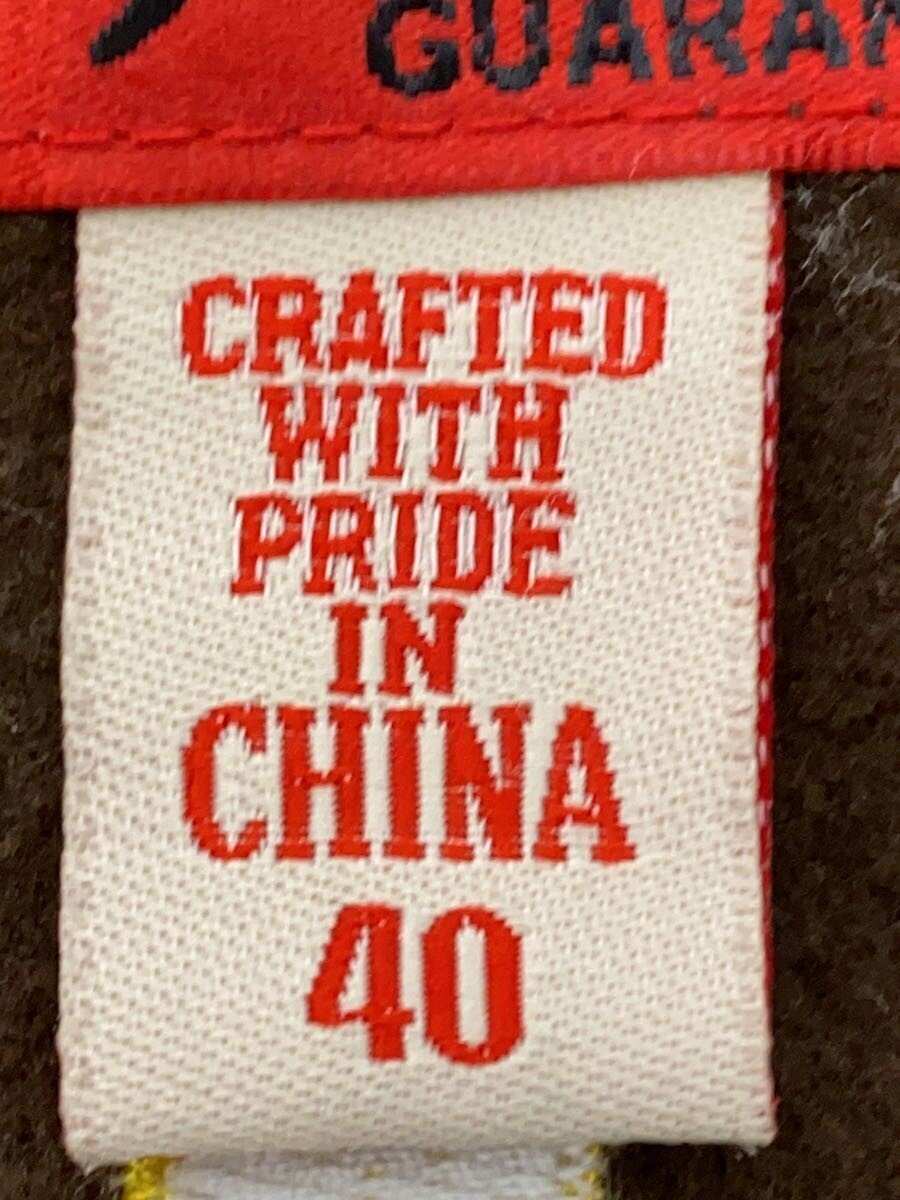 CRAFTED
WITH
PRIDE
IN
CHINA
40